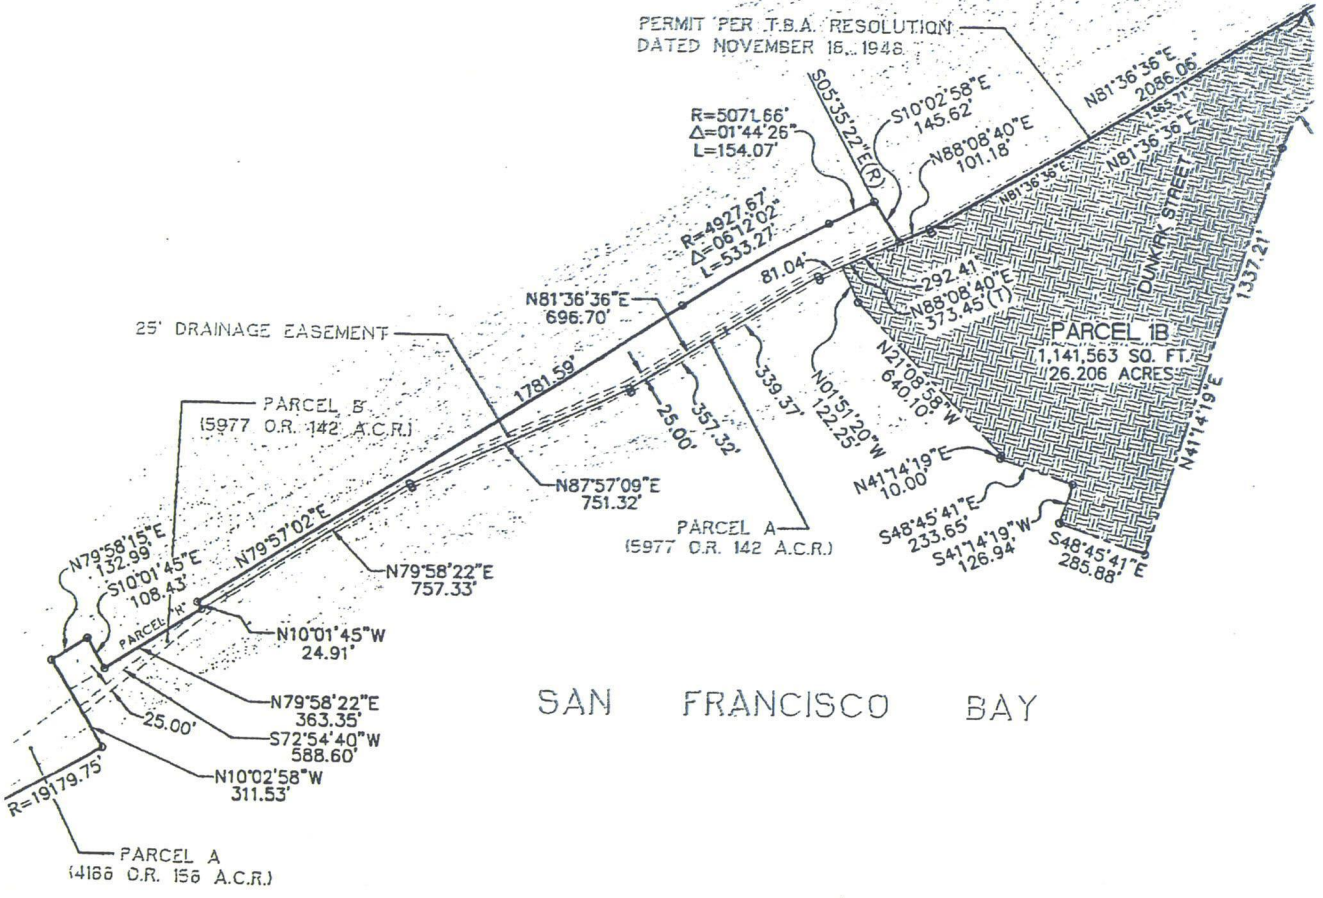 PERMIT PER T.B.A. RESOLUTION
DATED NOVEMBER 16, 1948
S05°35'22"E(R)
S10°02'58"E
145.62'
R=5071.66'
Δ=01°44'26"
L=154.07'
N88°08'40"E
101.18'
N81°36'36"E
2086.06'
1365.71'
N81°36'36"E
N81°36'36"E
DUNKIRK STREET
1337.21'
N41°14'19"E
R=4927.67'
Δ=06°12'02"
L=533.27'
81.04'
292.41'
N88°08'40"E
373.45'(T)
PARCEL 1B
1,141,563 SQ. FT.
26.206 ACRES
N81°36'36"E
696.70'
25' DRAINAGE EASEMENT
1781.59'
25.00'
357.32'
339.37'
N01°51'20"W
122.25'
N21°08'58"W
640.10'
PARCEL B
(5977 O.R. 142 A.C.R.)
N87°57'09"E
751.32'
N41°14'19"E
10.00'
S48°45'41"E
233.65'
S41°14'19"W
126.94'
S48°45'41"E
285.88'
PARCEL A
(5977 O.R. 142 A.C.R.)
N79°57'02"E
N79°58'22"E
757.33'
N79°58'15"E
132.99'
S10°01'45"E
108.43'
PARCEL "K"
N10°01'45"W
24.91'
SAN FRANCISCO BAY
N79°58'22"E
363.35'
25.00'
S72°54'40"W
588.60'
N10°02'58"W
311.53'
R=19179.75'
PARCEL A